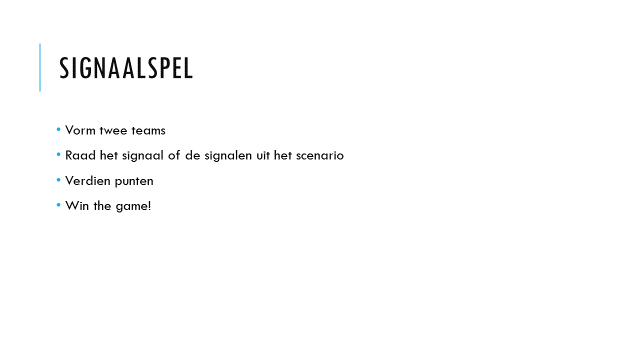 SIGNAALSPEL
• Vorm twee teams
• Raad het signaal of de signalen uit het scenario
• Verdien punten
• Win the game!